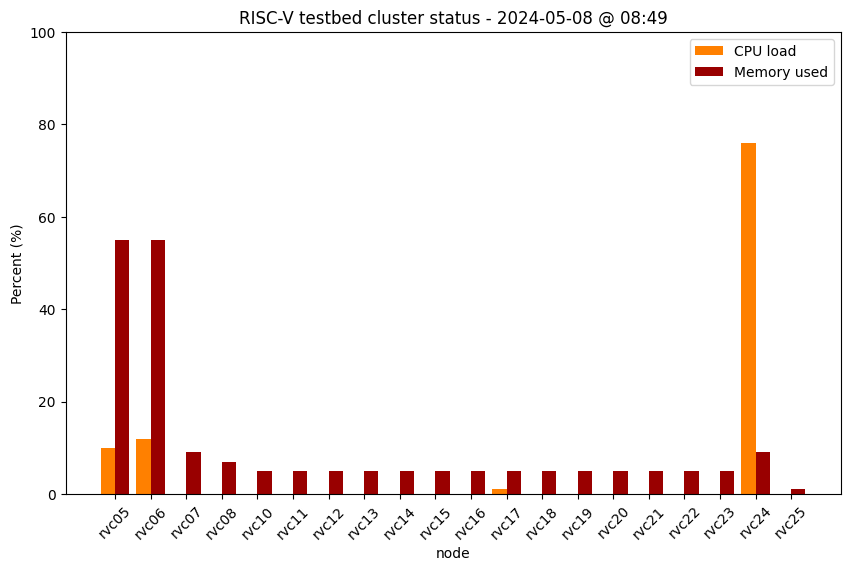 RISC-V testbed cluster status - 2024-05-08 @ 08:49
CPU load
Memory used
Percent (%)
100
80
60
40
20
0
rvc05
rvc06
rvc07
rvc08
rvc10
rvc11
rvc12
rvc13
rvc14
rvc15
rvc16
rvc17
rvc18
rvc19
rvc20
rvc21
rvc22
rvc23
rvc24
rvc25
node